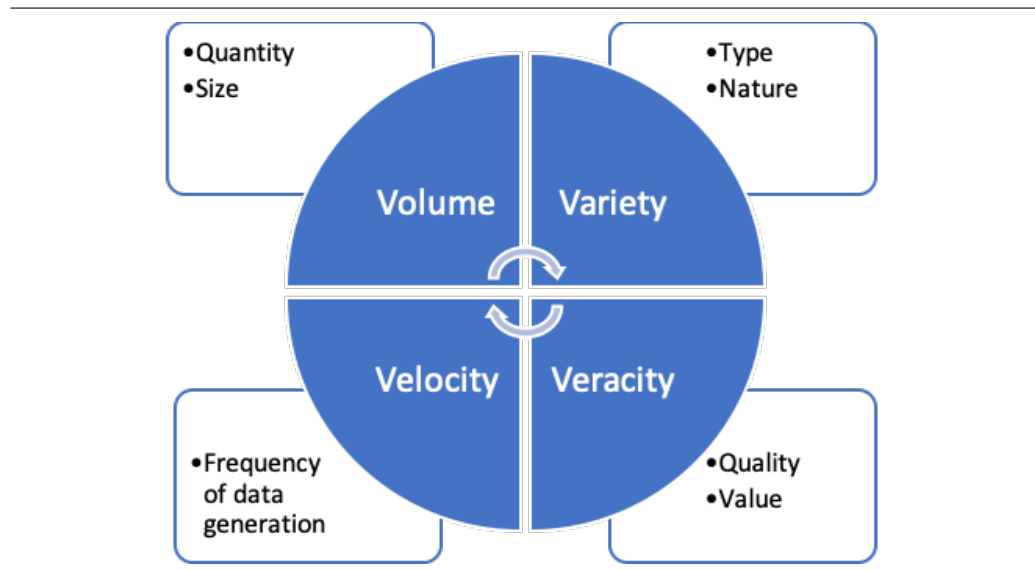 •Quantity
•Size
•Type
•Nature
Volume
Variety
Velocity
Veracity
•Frequency
of data
generation
•Quality
•Value